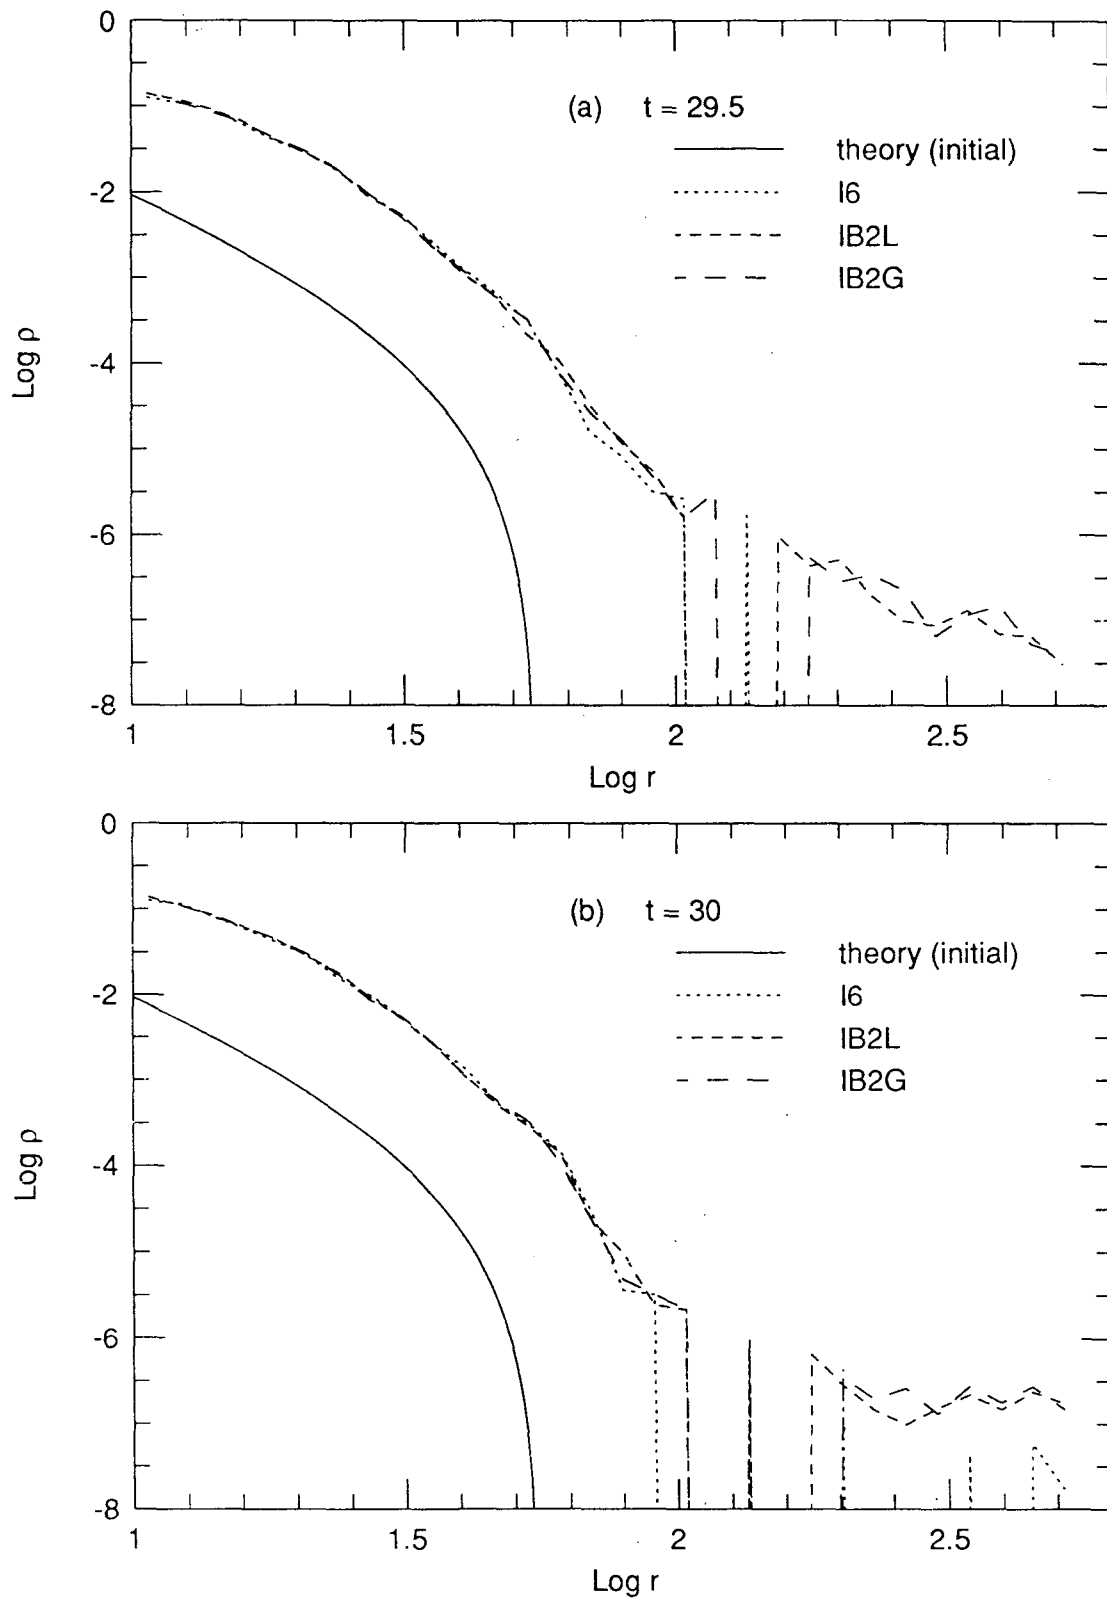 0
-2
-4
-6
-8
Log ρ
(a) t = 29.5
theory (initial)
I6
IB2L
IB2G
1
1.5
2
2.5
Log r
0
-2
-4
-6
-8
Log ρ
(b) t = 30
theory (initial)
I6
IB2L
IB2G
1
1.5
2
2.5
Log r